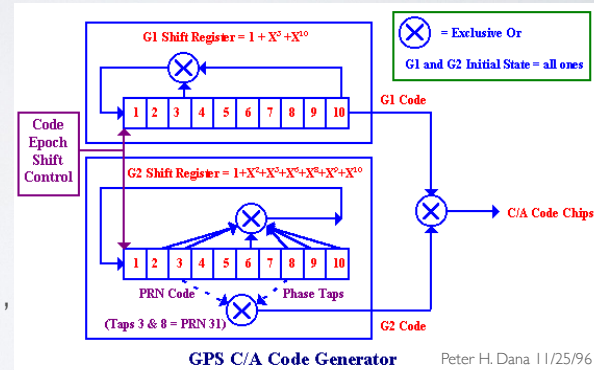 G1 Shift Register = 1 + X³ +X¹⁰
= Exclusive Or
G1 and G2 Initial State = all ones
1 2 3 4 5 6 7 8 9 10
G1 Code
Code
Epoch
Shift
Control
G2 Shift Register = 1+X²+X³+X⁶+X⁸+X⁹+X¹⁰
C/A Code Chips
1 2 3 4 5 6 7 8 9 10
PRN Code
Phase Taps
,
(Taps 3 & 8 = PRN 31)
G2 Code
GPS C/A Code Generator
Peter H. Dana 11/25/96